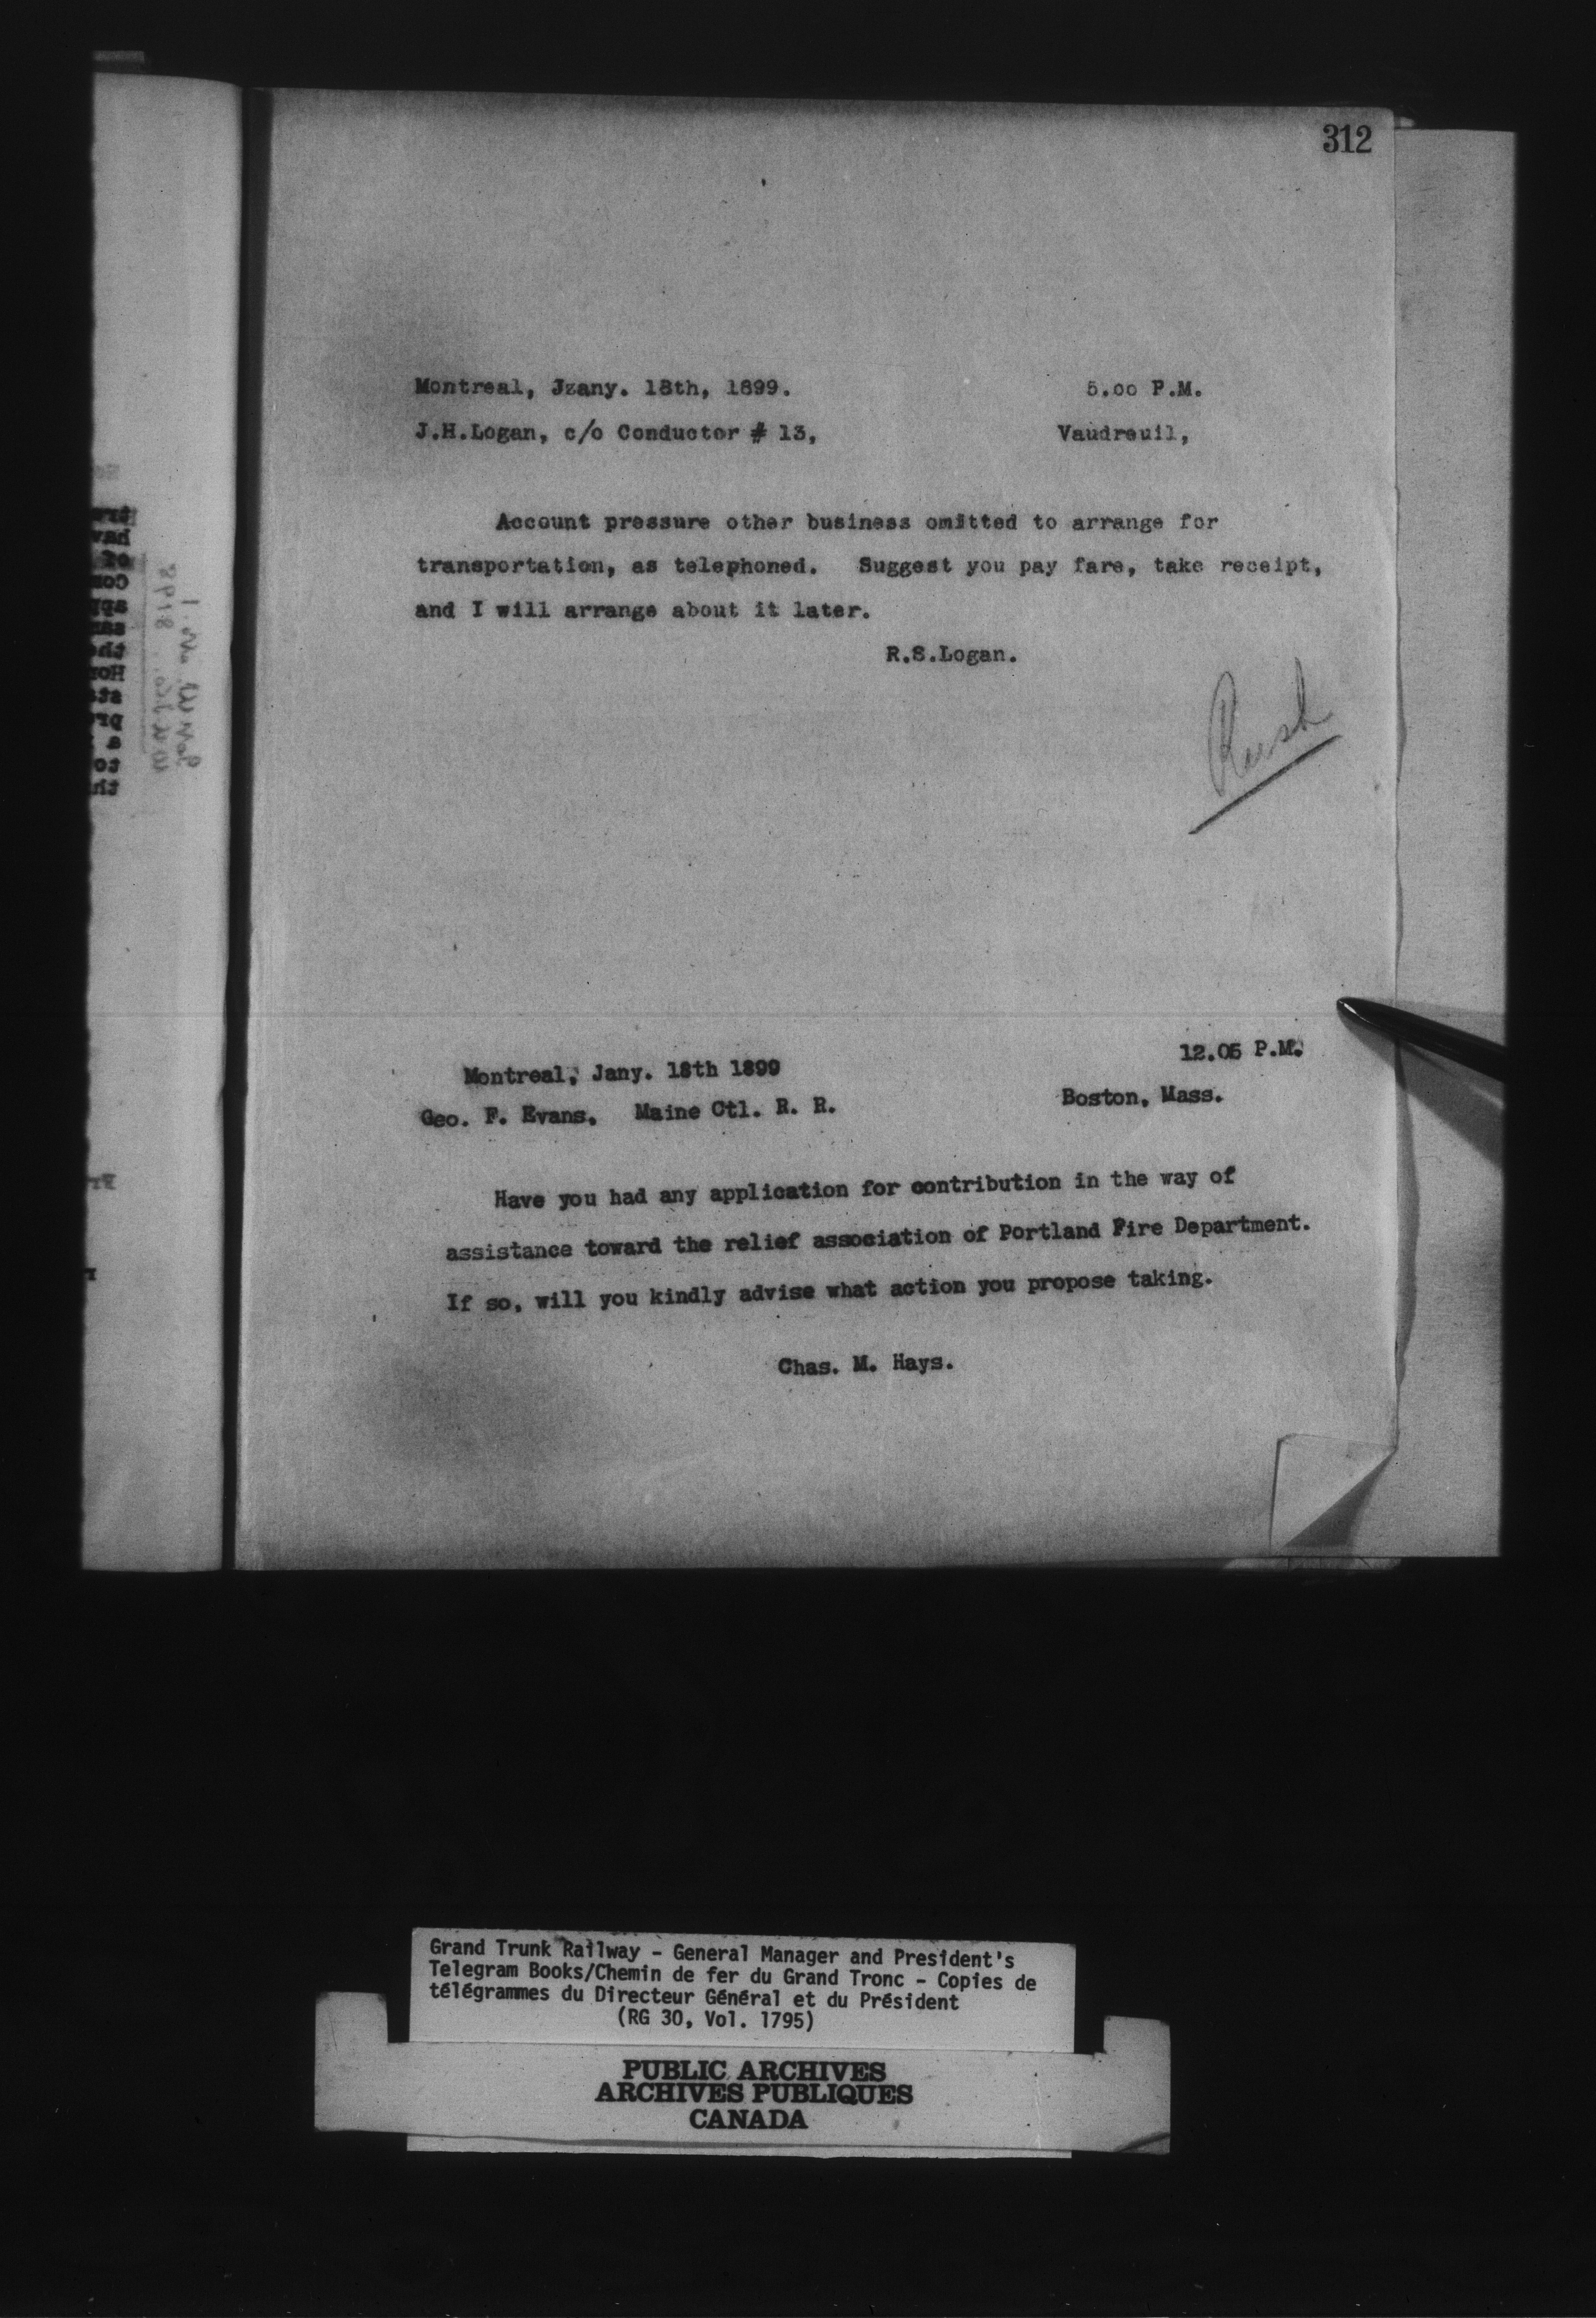 312
Montreal, Jzany. 18th, 1899. 5.00 P.M.
J.H.Logan, c/o Conductor # 13, Vaudreuil,
Account pressure other business omitted to arrange for
transportation, as telephoned. Suggest you pay fare, take receipt,
and I will arrange about it later.
R.S.Logan.
Rush
Montreal, Jany. 18th 1899 12.05 P.M.
Geo. F. Evans, Maine Ctl. R. R. Boston, Mass.
Have you had any application for contribution in the way of
assistance toward the relief association of Portland Fire Department.
If so, will you kindly advise what action you propose taking.
Chas. M. Hays.
Grand Trunk Railway - General Manager and President's
Telegram Books/Chemin de fer du Grand Tronc - Copies de
télégrammes du Directeur Général et du Président
(RG 30, Vol. 1795)
PUBLIC ARCHIVES
ARCHIVES PUBLIQUES
CANADA